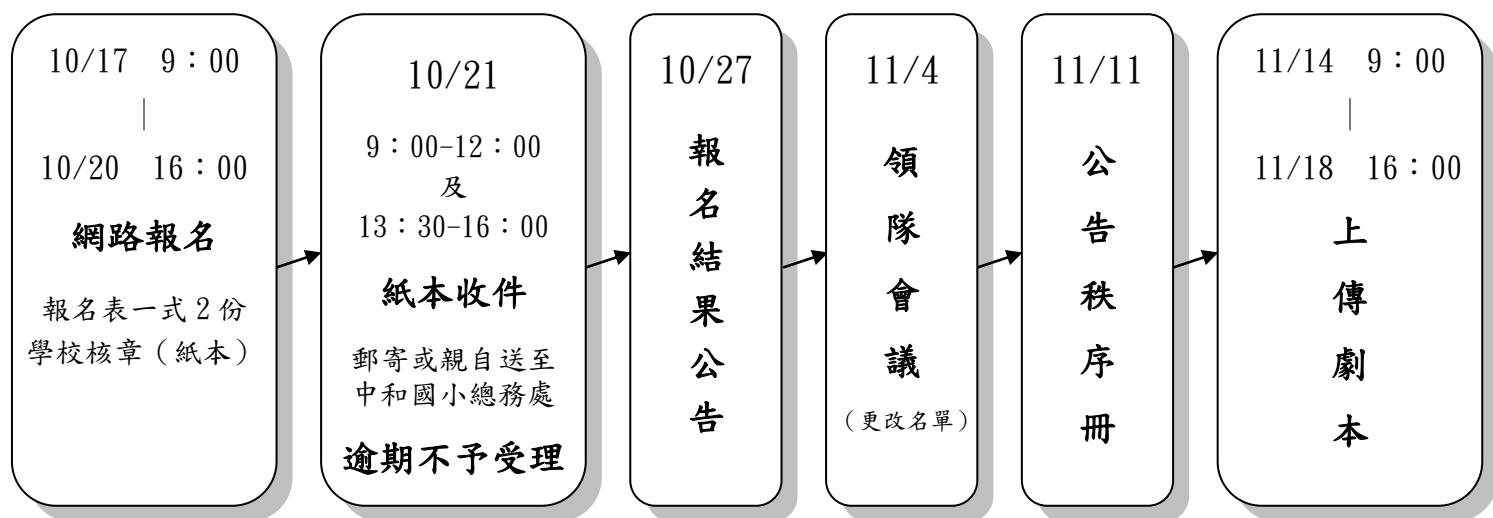 10/17 9:00
|
10/20 16:00
網路報名
報名表一式2份
學校核章(紙本)
10/21
9:00-12:00
及
13:30-16:00
紙本收件
郵寄或親自送至
中和國小總務處
逾期不予受理
10/27
報名結果公告
11/4
領隊會議
(更改名單)
11/11
公告秩序冊
11/14 9:00
|
11/18 16:00
上傳劇本